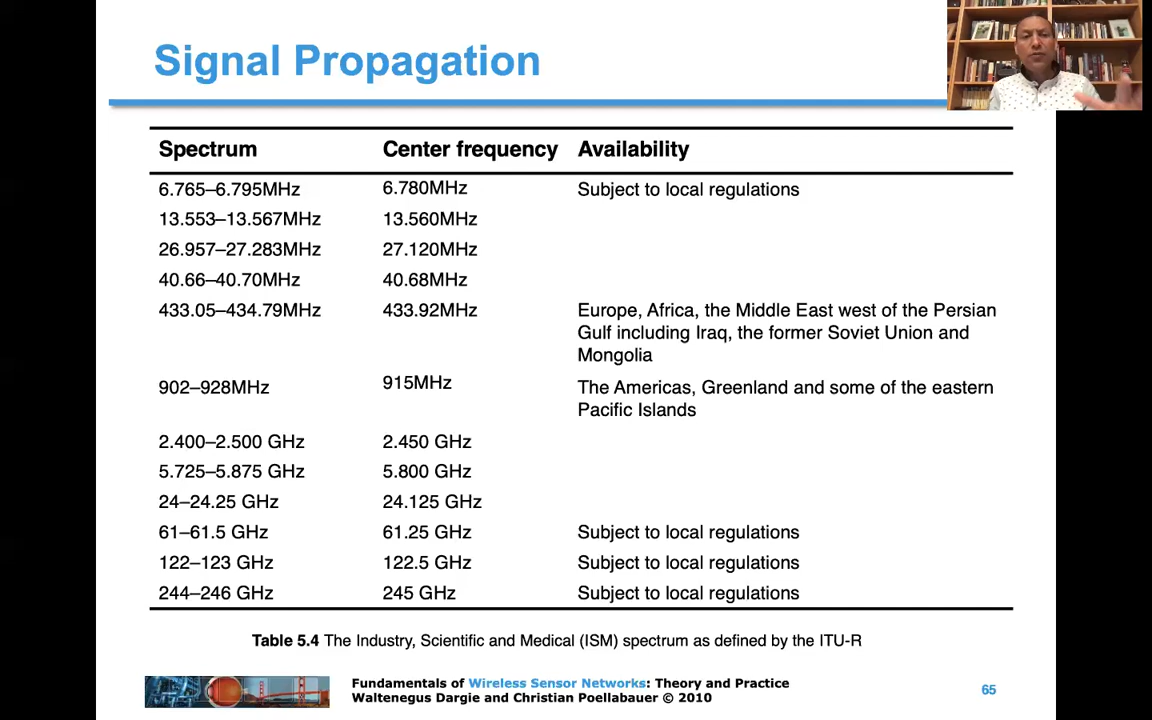 Signal Propagation
Spectrum Center frequency Availability
6.765–6.795MHz 6.780MHz Subject to local regulations
13.553–13.567MHz 13.560MHz
26.957–27.283MHz 27.120MHz
40.66–40.70MHz 40.68MHz
433.05–434.79MHz 433.92MHz Europe, Africa, the Middle East west of the Persian
Gulf including Iraq, the former Soviet Union and
Mongolia
902–928MHz 915MHz The Americas, Greenland and some of the eastern
Pacific Islands
2.400–2.500 GHz 2.450 GHz
5.725–5.875 GHz 5.800 GHz
24–24.25 GHz 24.125 GHz
61–61.5 GHz 61.25 GHz Subject to local regulations
122–123 GHz 122.5 GHz Subject to local regulations
244–246 GHz 245 GHz Subject to local regulations
Table 5.4 The Industry, Scientific and Medical (ISM) spectrum as defined by the ITU-R
Fundamentals of Wireless Sensor Networks: Theory and Practice
Waltenegus Dargie and Christian Poellabauer © 2010
65